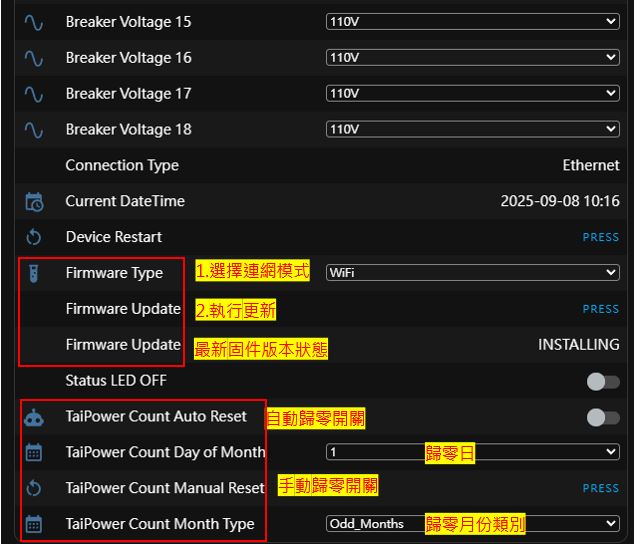 Breaker Voltage 15 110V
Breaker Voltage 16 110V
Breaker Voltage 17 110V
Breaker Voltage 18 110V
Connection Type Ethernet
Current DateTime 2025-09-08 10:16
Device Restart PRESS
Firmware Type 1.選擇連網模式 WiFi
Firmware Update 2.執行更新 PRESS
Firmware Update 最新固件版本狀態 INSTALLING
Status LED OFF
TaiPower Count Auto Reset 自動歸零開關
TaiPower Count Day of Month 1 歸零日
TaiPower Count Manual Reset 手動歸零開關 PRESS
TaiPower Count Month Type Odd_Months 歸零月份類別